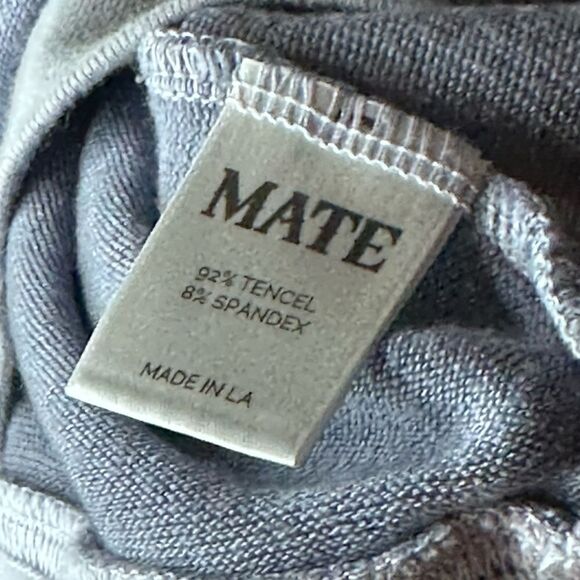 MATE
92% TENCEL
8% SPANDEX
MADE IN LA